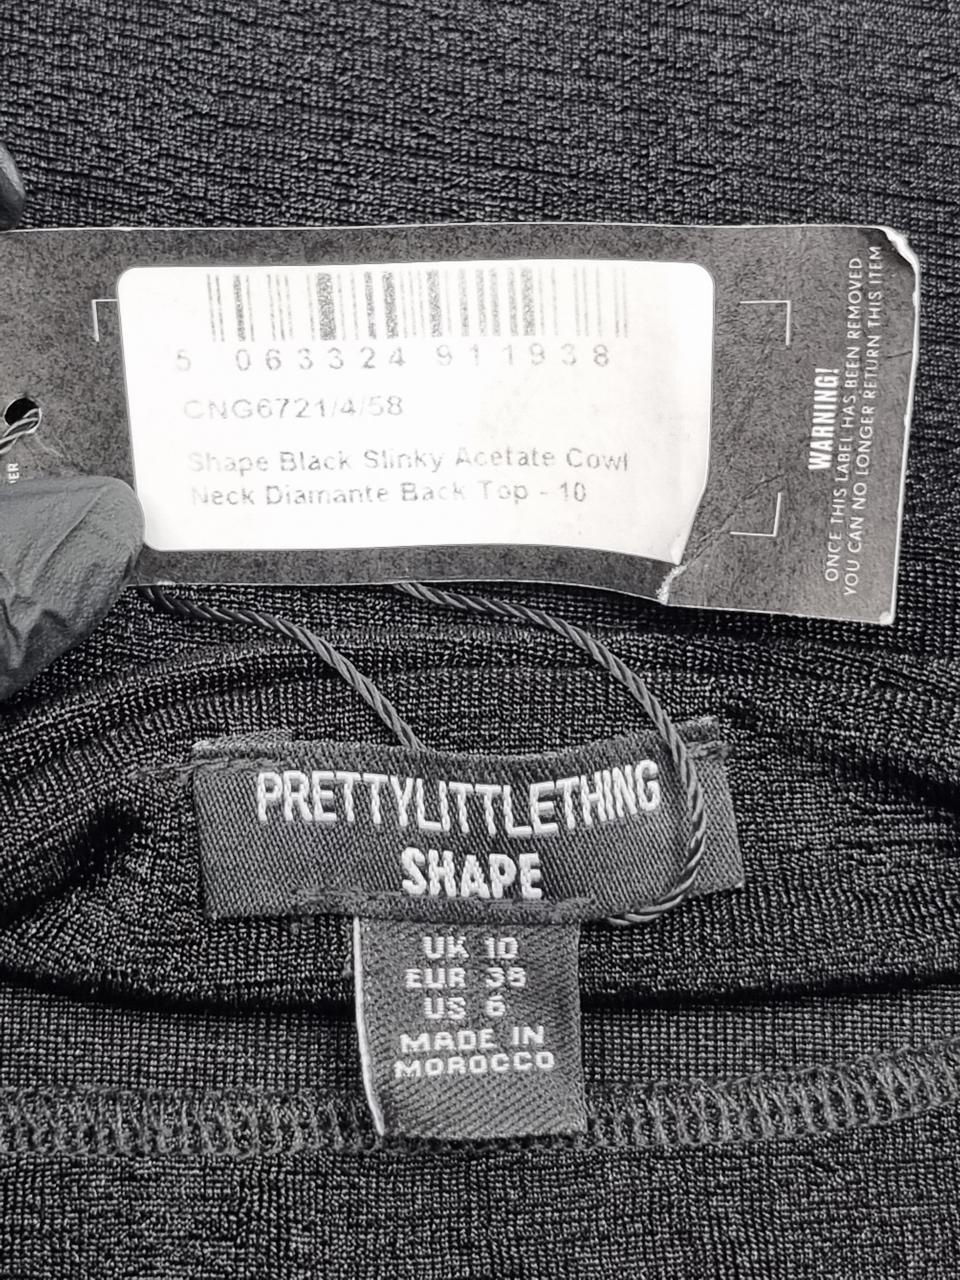 5 063324 911938
CNG6721/4/58
Shape Black Slinky Acetate Cowl
Neck Diamante Back Top - 10
WARNING!
ONCE THIS LABEL HAS BEEN REMOVED
YOU CAN NO LONGER RETURN THIS ITEM
PRETTYLITTLETHING
SHAPE
UK 10
EUR 38
US 6
MADE IN
MOROCCO